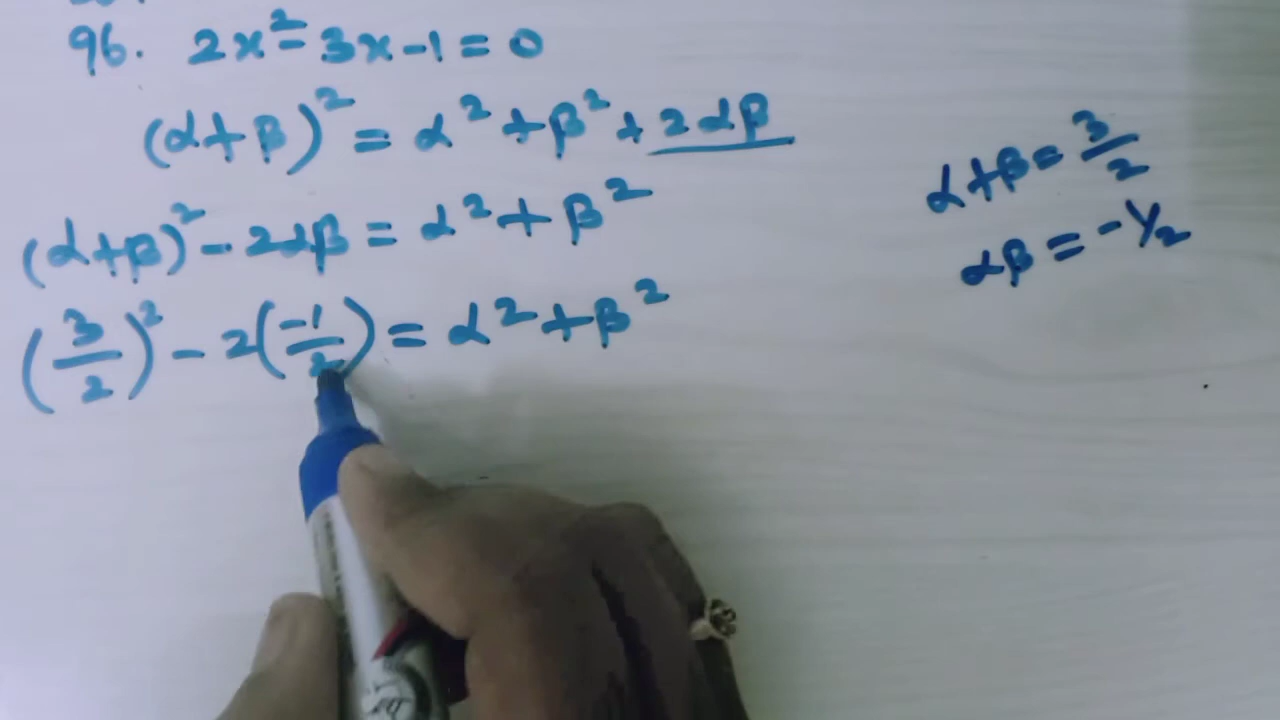 96. 2x² - 3x - 1 = 0
(α + β)² = α² + β² + 2αβ
(α + β)² - 2αβ = α² + β²
(3/2)² - 2(-1/2) = α² + β²
α + β = 3/2
αβ = -1/2